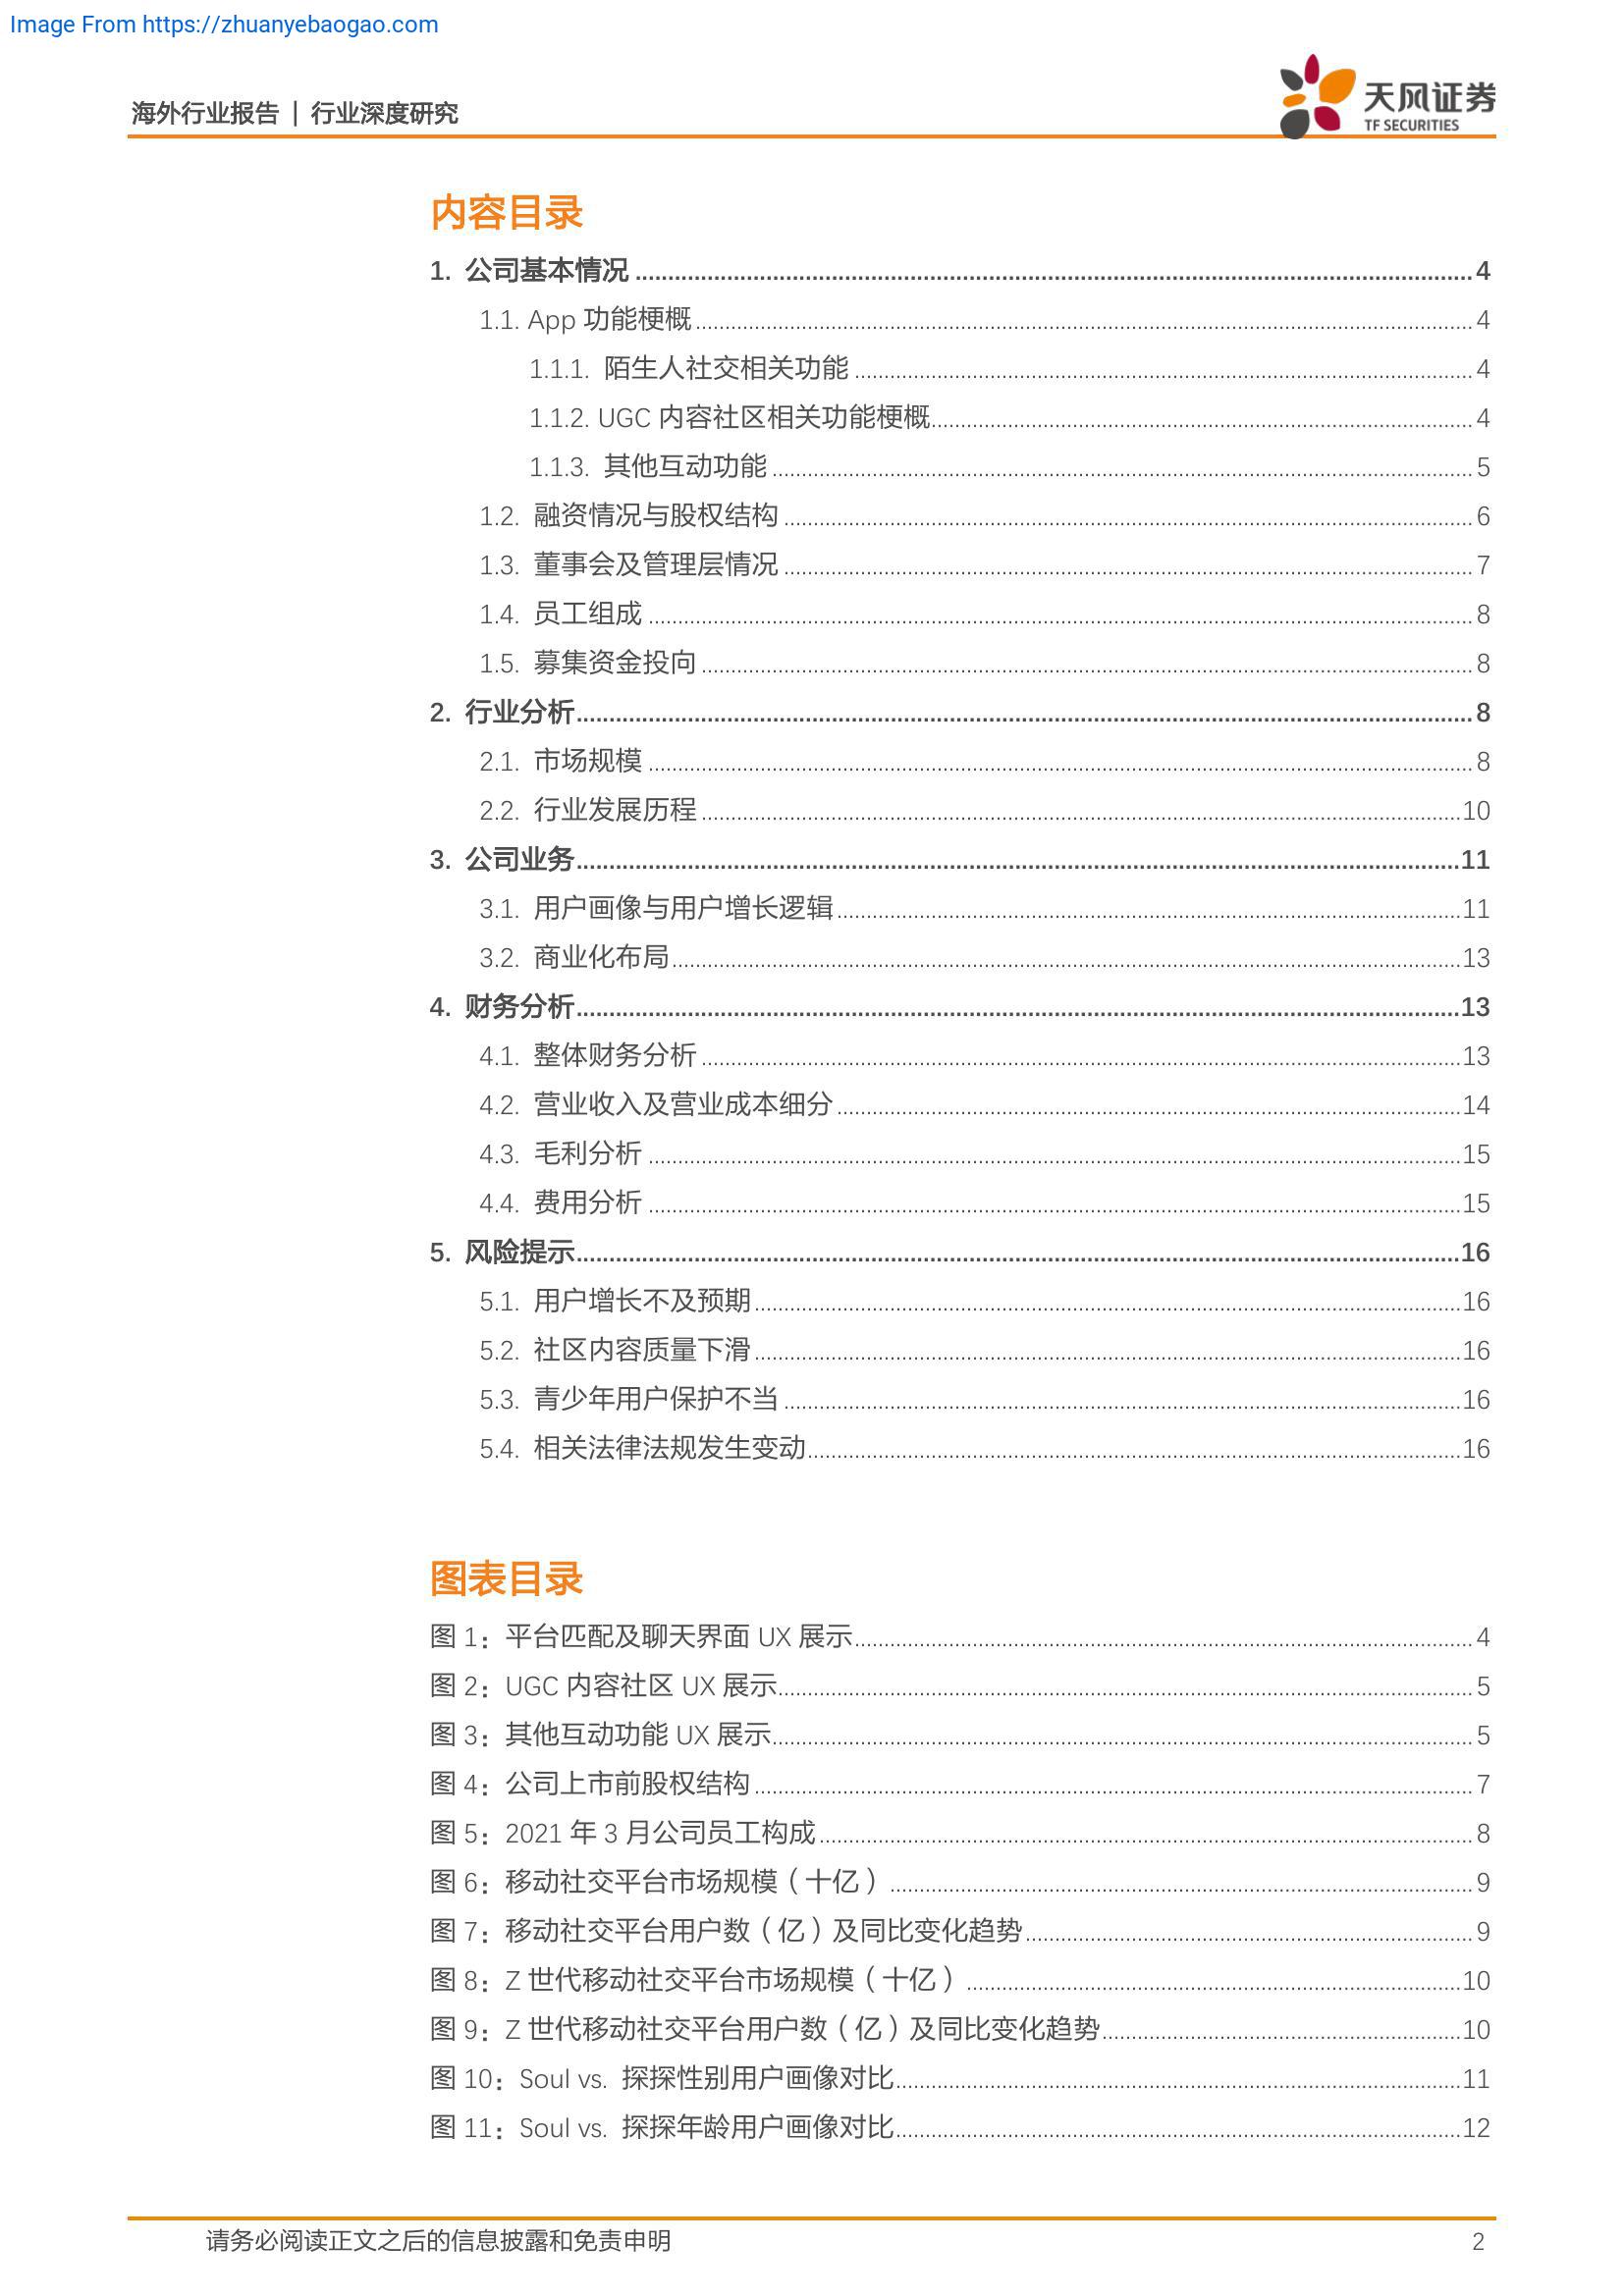 Image From https://zhuanyebaogao.com
海外行业报告 | 行业深度研究
天风证券
TF SECURITIES
内容目录
1. 公司基本情况 4
1.1. App 功能梗概 4
1.1.1. 陌生人社交相关功能 4
1.1.2. UGC 内容社区相关功能梗概 4
1.1.3. 其他互动功能 5
1.2. 融资情况与股权结构 6
1.3. 董事会及管理层情况 7
1.4. 员工组成 8
1.5. 募集资金投向 8
2. 行业分析 8
2.1. 市场规模 8
2.2. 行业发展历程 10
3. 公司业务 11
3.1. 用户画像与用户增长逻辑 11
3.2. 商业化布局 13
4. 财务分析 13
4.1. 整体财务分析 13
4.2. 营业收入及营业成本细分 14
4.3. 毛利分析 15
4.4. 费用分析 15
5. 风险提示 16
5.1. 用户增长不及预期 16
5.2. 社区内容质量下滑 16
5.3. 青少年用户保护不当 16
5.4. 相关法律法规发生变动 16
图表目录
图 1：平台匹配及聊天界面 UX 展示 4
图 2：UGC 内容社区 UX 展示 5
图 3：其他互动功能 UX 展示 5
图 4：公司上市前股权结构 7
图 5：2021 年 3 月公司员工构成 8
图 6：移动社交平台市场规模（十亿） 9
图 7：移动社交平台用户数（亿）及同比变化趋势 9
图 8：Z 世代移动社交平台市场规模（十亿） 10
图 9：Z 世代移动社交平台用户数（亿）及同比变化趋势 10
图 10：Soul vs. 探探性别用户画像对比 11
图 11：Soul vs. 探探年龄用户画像对比 12
请务必阅读正文之后的信息披露和免责申明 2